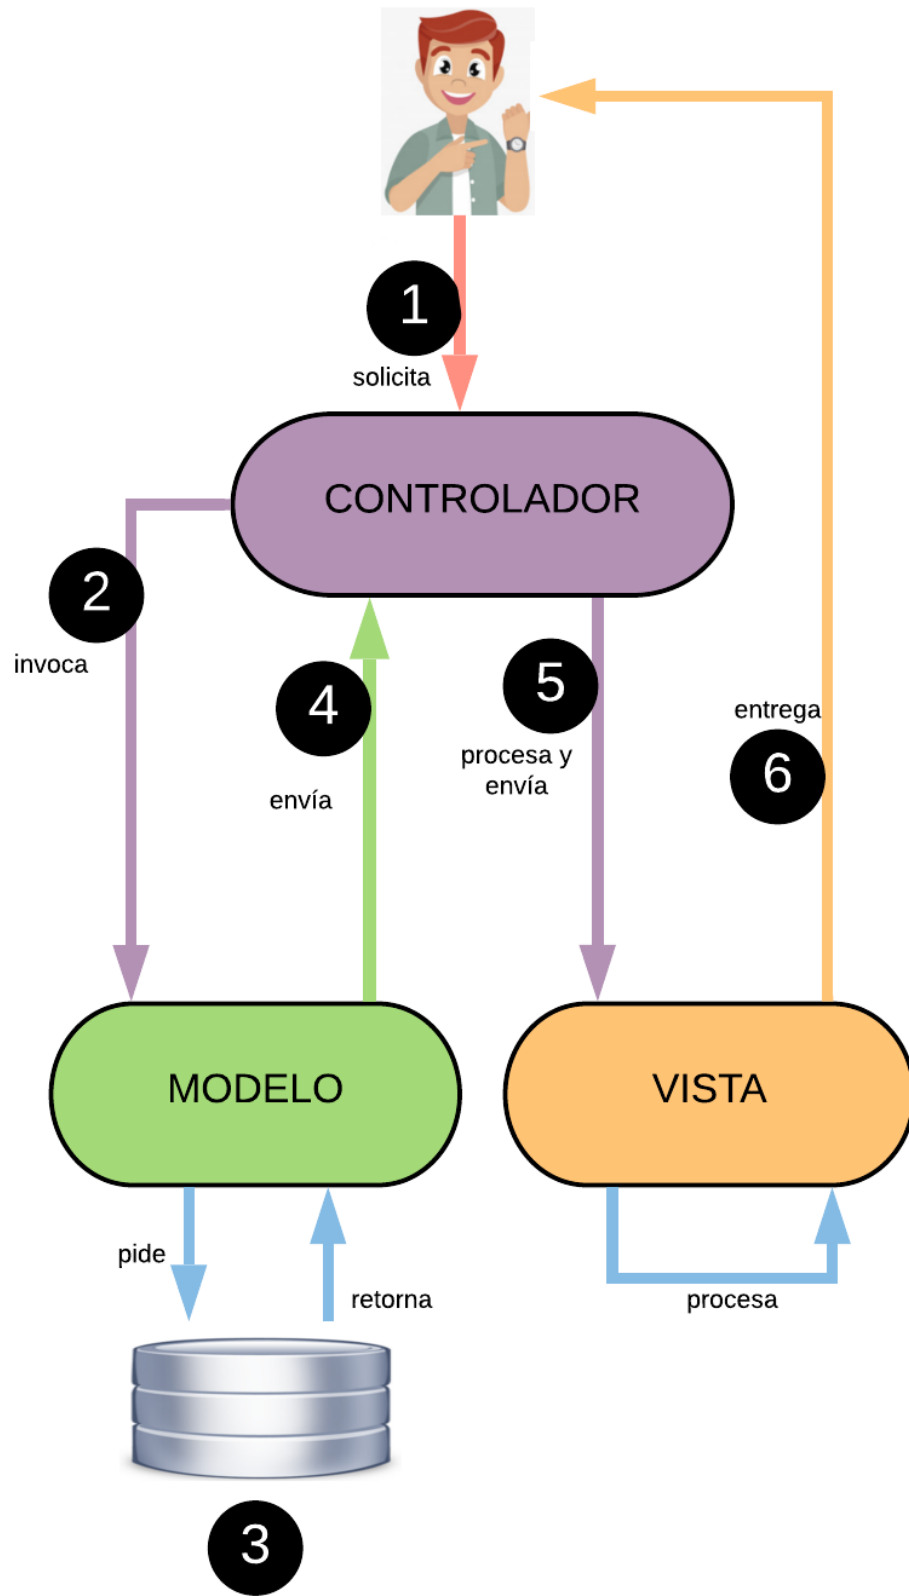 1
solicita
CONTROLADOR
2
invoca
4
envía
5
procesa y
envía
entrega
6
MODELO
VISTA
pide
retorna
procesa
3